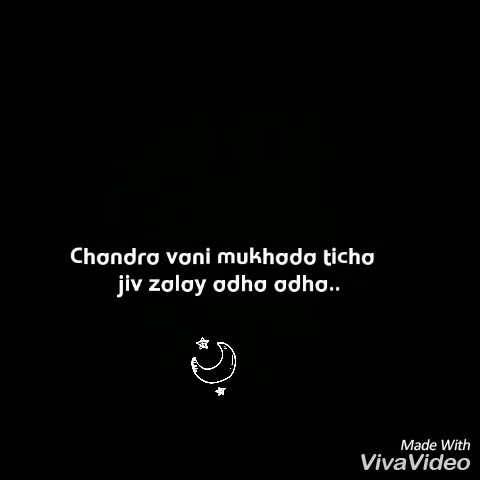 Chandra vani mukhada ticha
jiv zalay adha adha..
Made With
VivaVideo